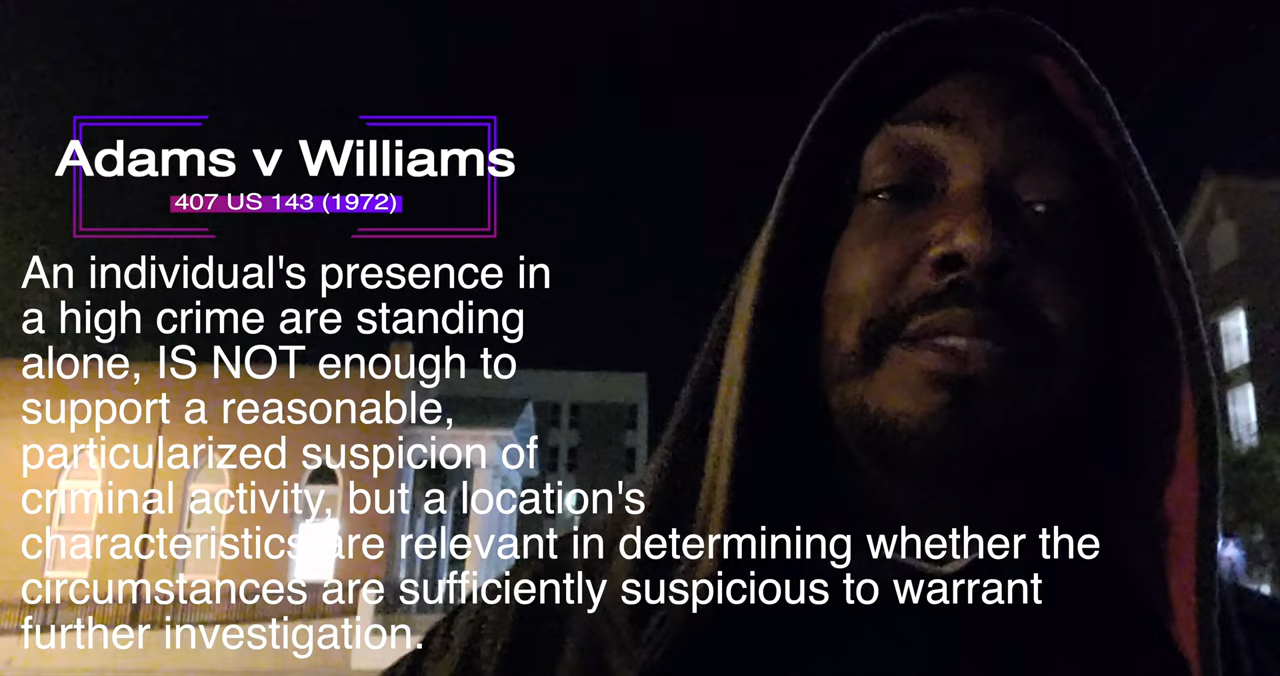 Adams v Williams
407 US 143 (1972)
An individual's presence in
a high crime are standing
alone, IS NOT enough to
support a reasonable,
particularized suspicion of
criminal activity, but a location's
characteristics are relevant in determining whether the
circumstances are sufficiently suspicious to warrant
further investigation.